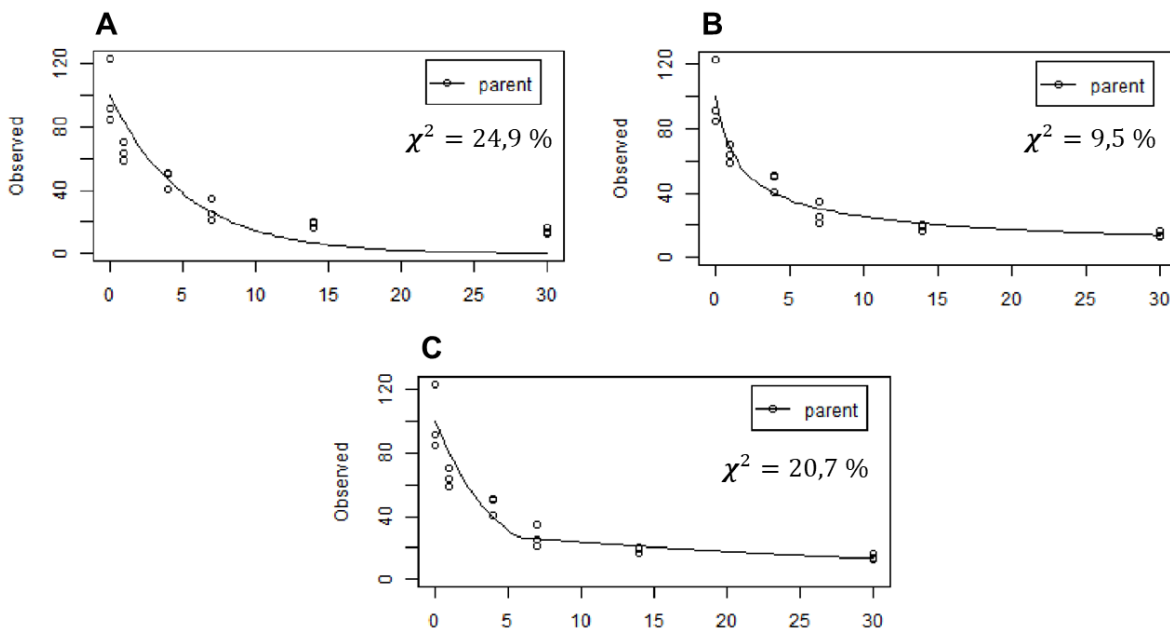 A
Observed
0 40 80 120
parent
χ² = 24,9 %
0 5 10 15 20 25 30
B
Observed
0 40 80 120
parent
χ² = 9,5 %
0 5 10 15 20 25 30
C
Observed
0 40 80 120
parent
χ² = 20,7 %
0 5 10 15 20 25 30